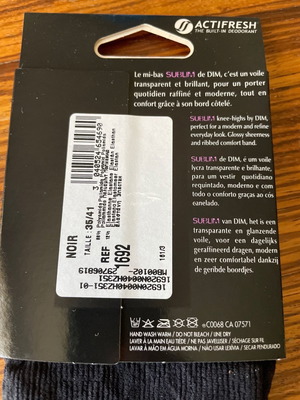 ACTIFRESH
THE BUILT-IN DEODORANT
Le mi-bas SUBLIM de DIM, c'est un voile
transparent et brillant, pour un porter
quotidien raffiné et moderne, tout en
confort grâce à son bord côtelé.
SUBLIM knee-highs by DIM,
perfect for a modern and refined
everyday look. Glossy sheerness
and ribbed comfort band.
SUBLIM de DIM, é um véu
lycra transparente e brilhante,
para um vestir quotidiano
requintado, moderno e com
todo o conforto graças ao cós
canelado.
SUBLIM van DIM, het is een
transparante en glanzende
voile, voor een dagelijks
geraffineerd dragen, modern
en zeer comfortabel dankzij
de geribde boordjes.
NOIR
TAILLE : 35/41
REF 1692
161/3
©C0068 CA 07571
HAND WASH WARM / DO NOT BLEACH / LINE DRY
LAVER À LA MAIN EAU TIÈDE / NE PAS JAVELLISER / SÉCHAGE SUR FIL
LAVAR À MÃO EM ÁGUA MORNA / NÃO USAR LEXÍVIA / SECAR PENDURADO